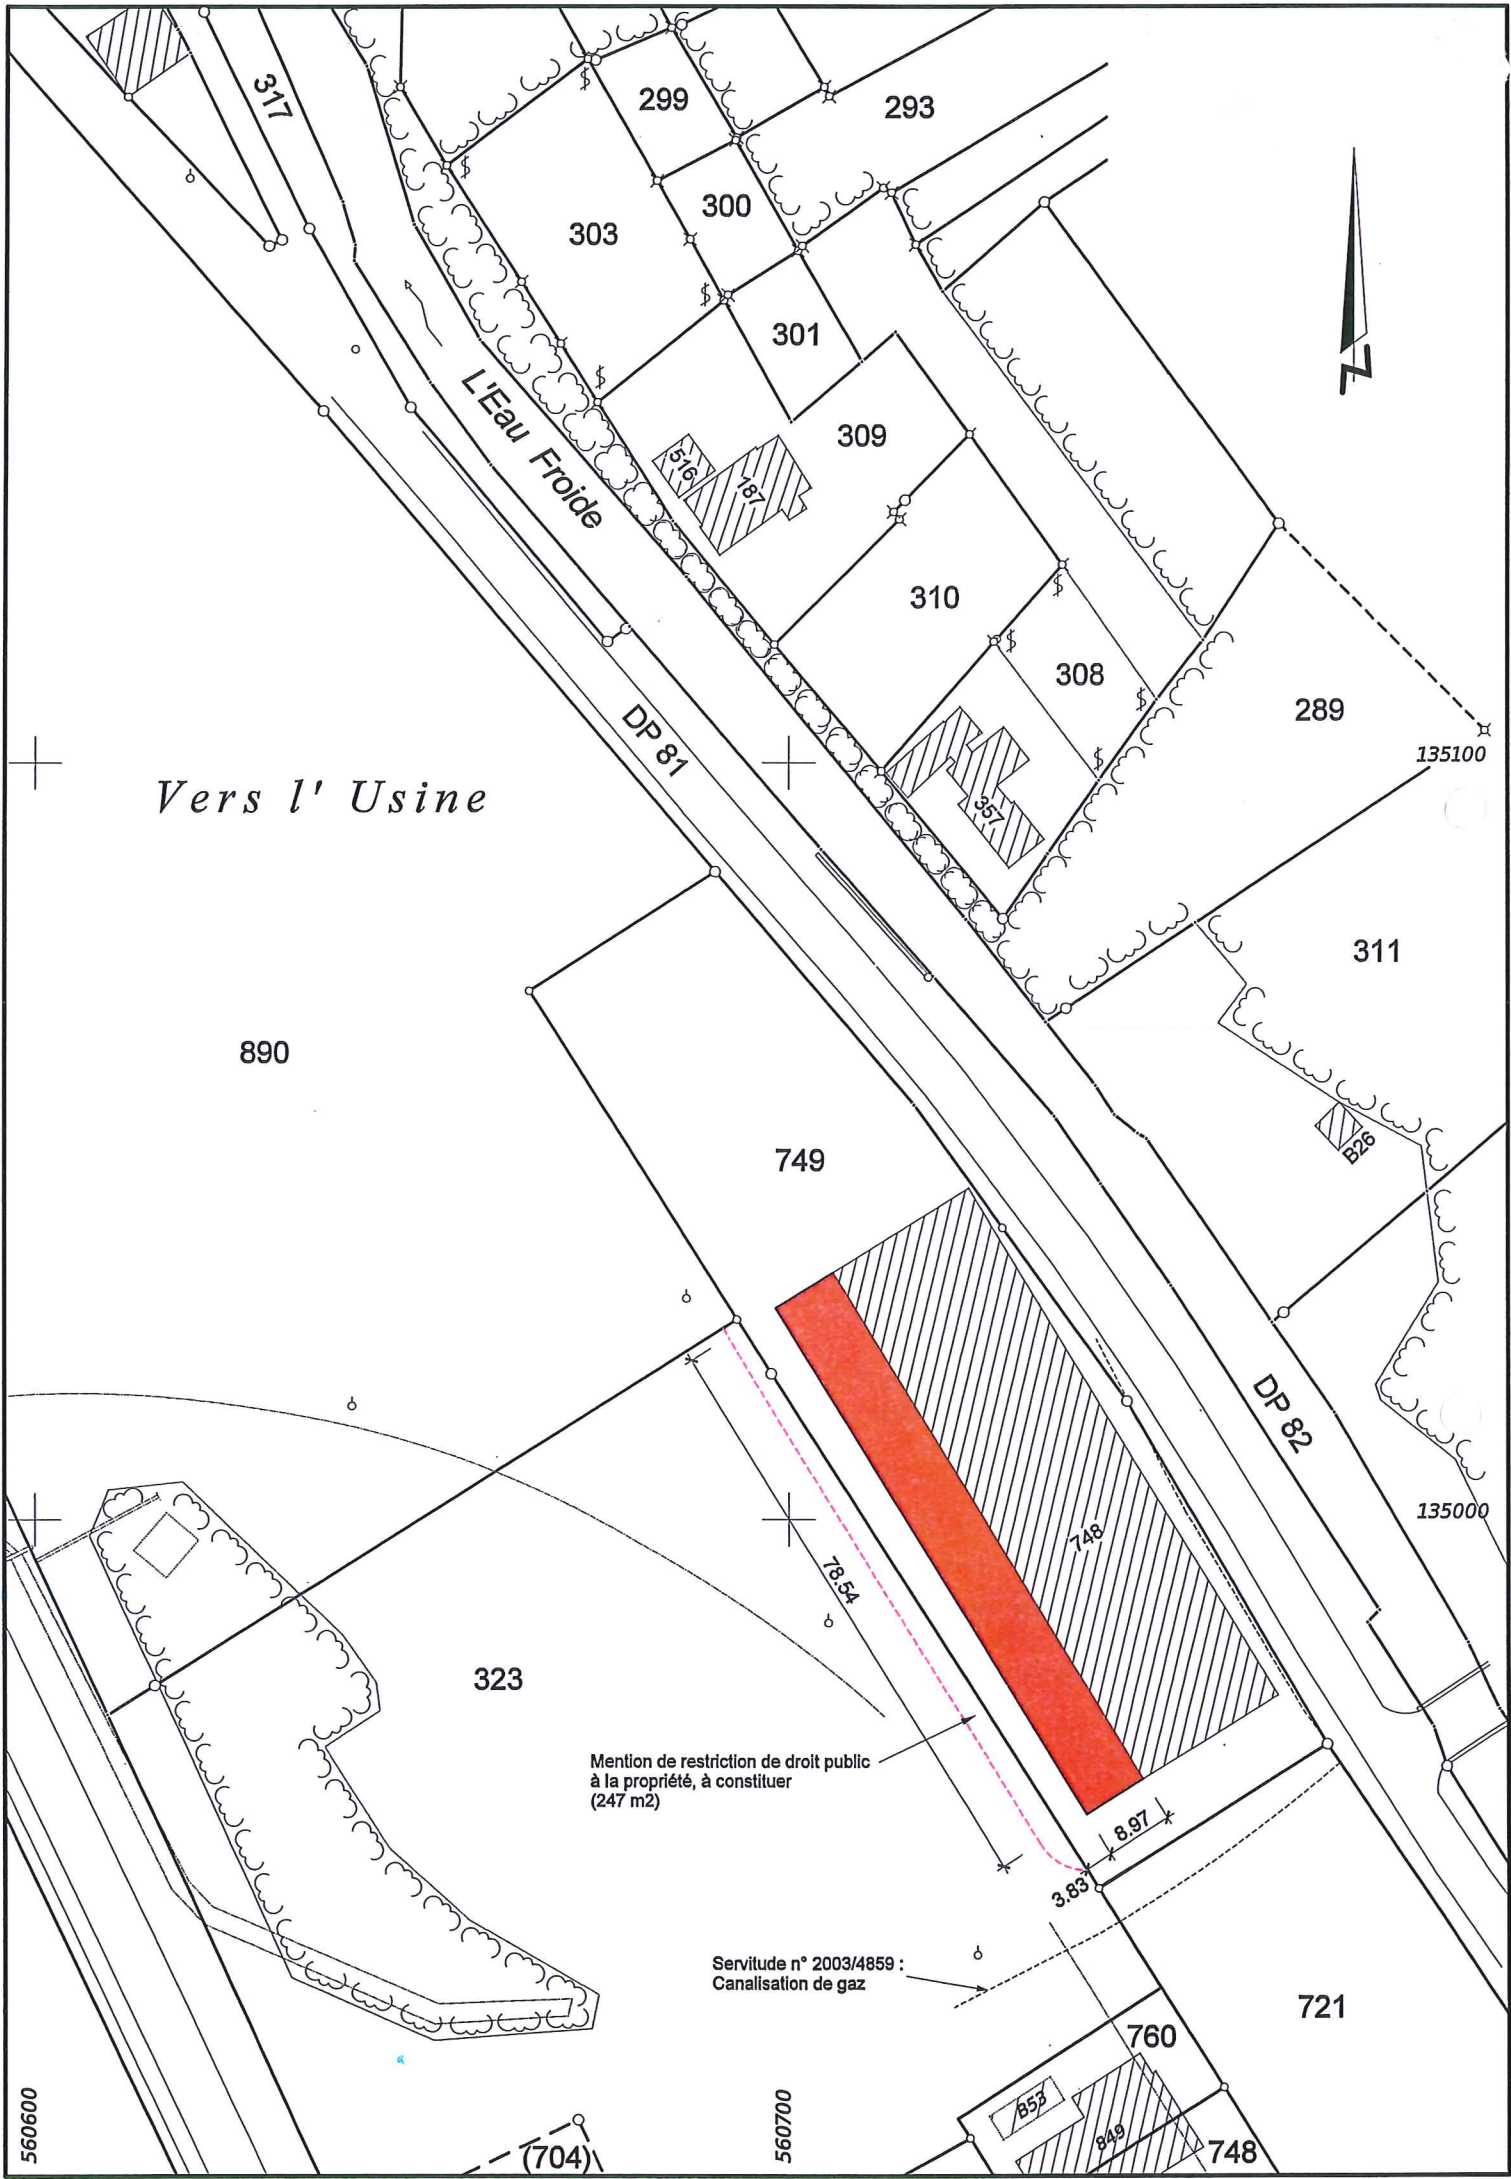 317
299
293
300
303
301
L'Eau Froide
309
516
187
310
308
289
DP 81
135100
Vers l' Usine
357
311
890
B26
749
DP 82
135000
748
78.54
323
Mention de restriction de droit public
à la propriété, à constituer
(247 m2)
8.97
3.83
Servitude n° 2003/4859 :
Canalisation de gaz
721
760
560600
560700
B53
849
(704)
748
N